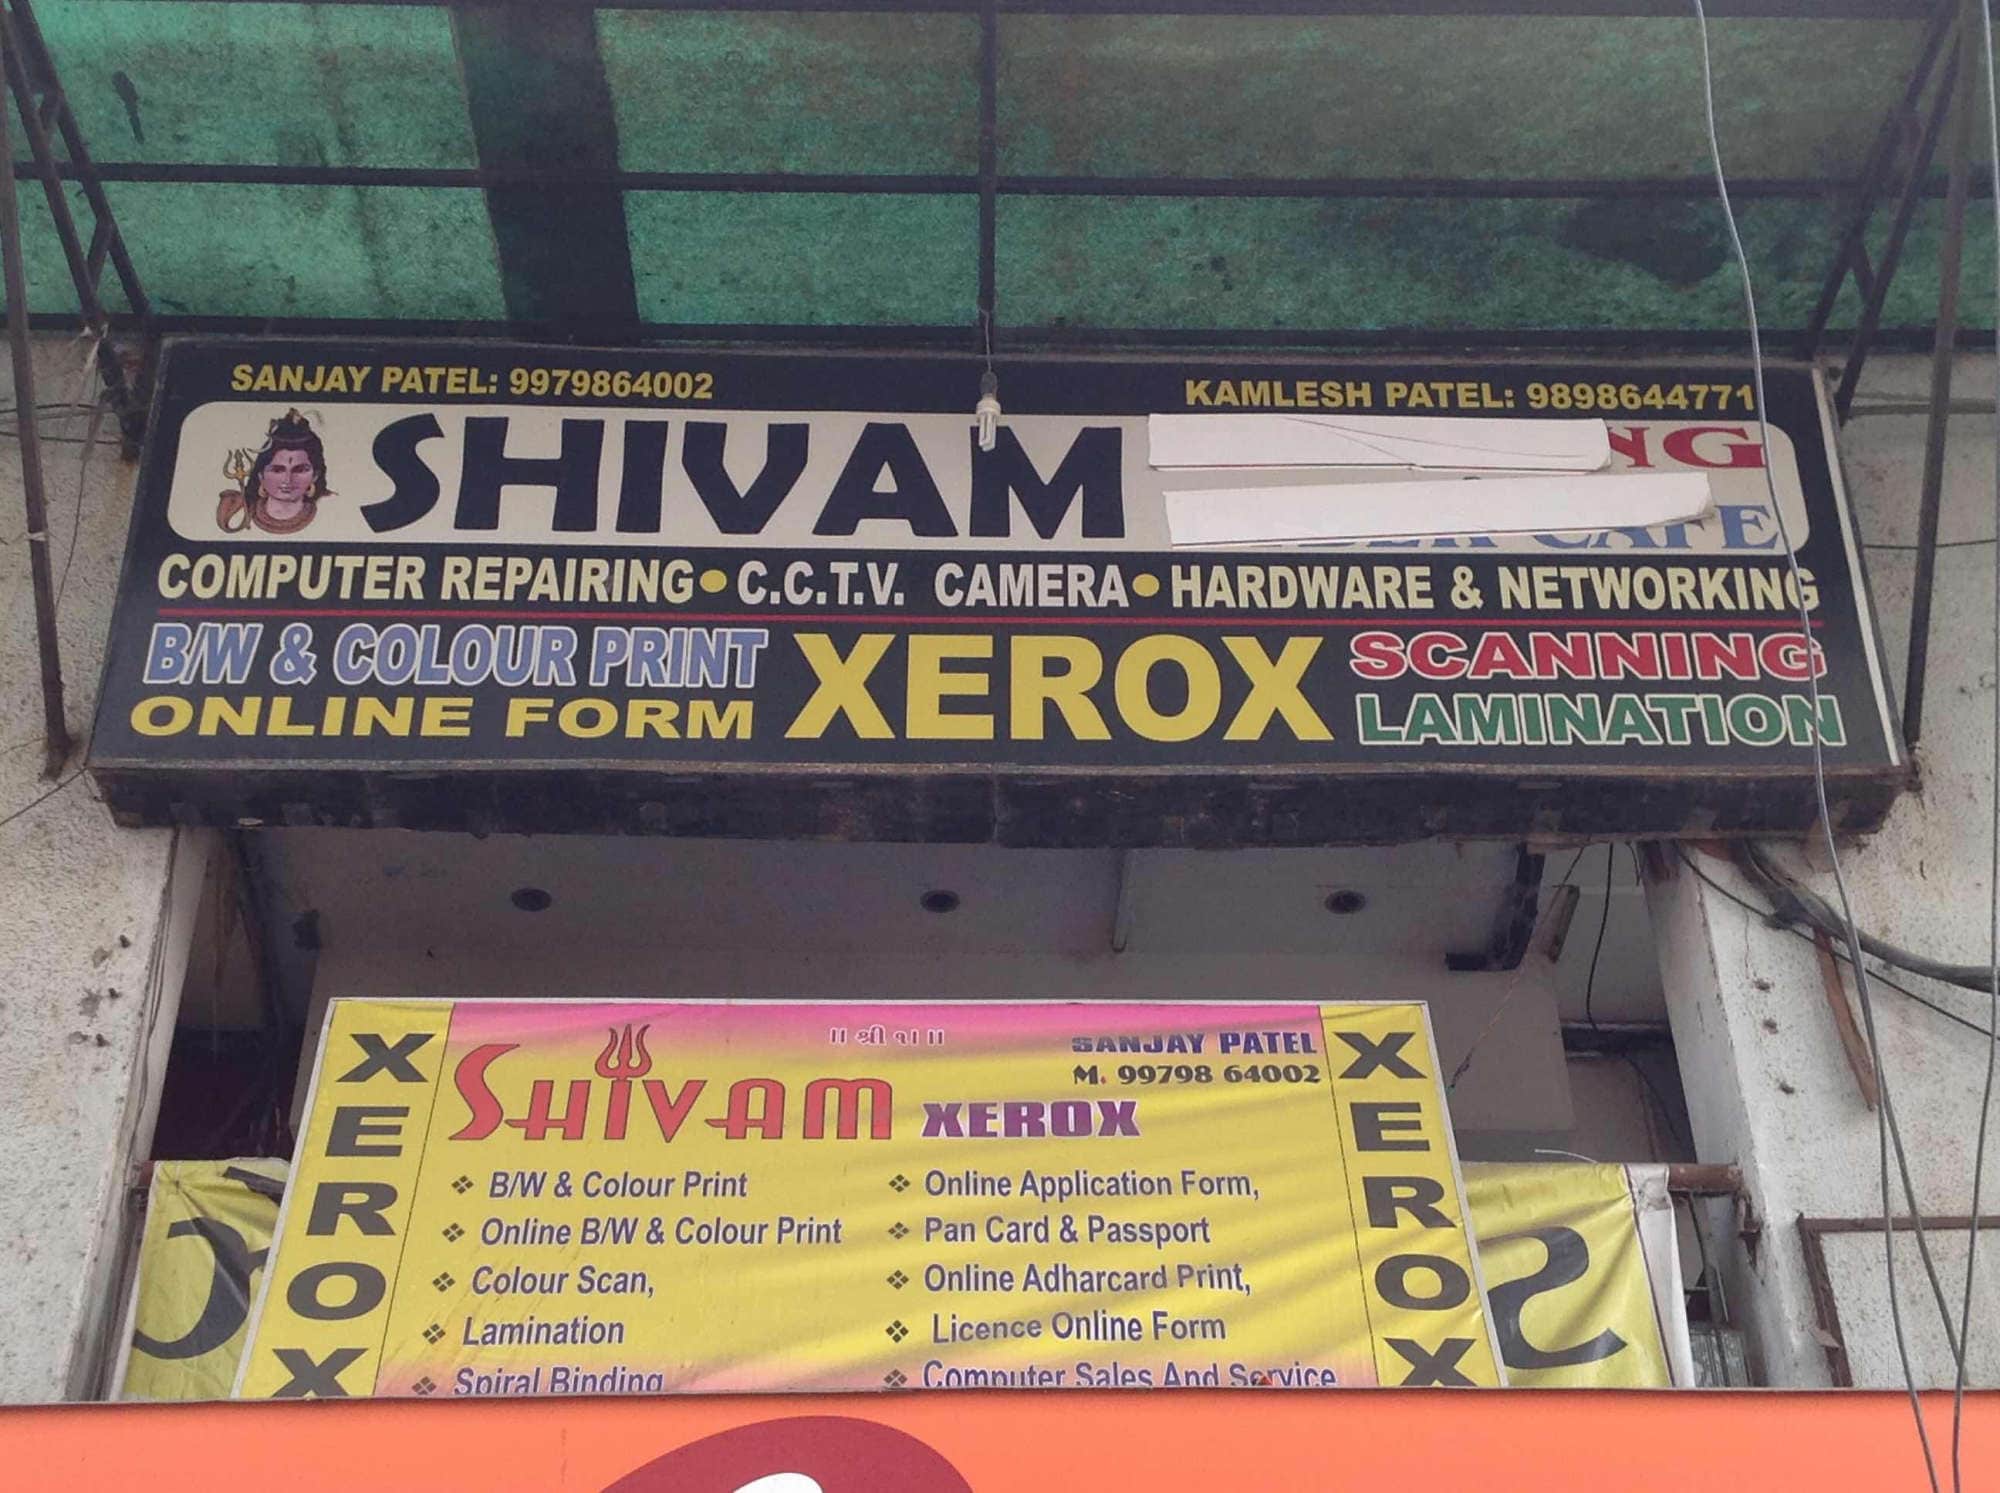 SANJAY PATEL: 9979864002
KAMLESH PATEL: 9898644771
SHIVAM
CAFE
COMPUTER REPAIRING • C.C.T.V. CAMERA • HARDWARE & NETWORKING
B/W & COLOUR PRINT
ONLINE FORM
XEROX
SCANNING
LAMINATION
XEROX
॥ શ્રી ૧। ॥
SHIVAM XEROX
SANJAY PATEL
M. 99798 64002
❖ B/W & Colour Print
❖ Online B/W & Colour Print
❖ Colour Scan,
❖ Lamination
❖ Spiral Binding
❖ Online Application Form,
❖ Pan Card & Passport
❖ Online Adharcard Print,
❖ Licence Online Form
❖ Computer Sales And Service
XEROX